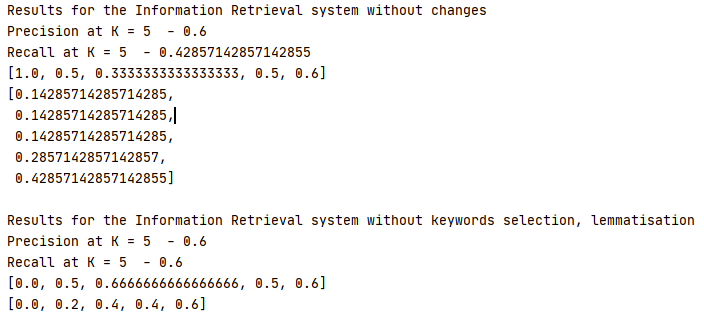 Results for the Information Retrieval system without changes
Precision at K = 5  - 0.6
Recall at K = 5  - 0.42857142857142855
[1.0, 0.5, 0.3333333333333333, 0.5, 0.6]
[0.14285714285714285,
 0.14285714285714285,
 0.14285714285714285,
 0.2857142857142857,
 0.42857142857142855]

Results for the Information Retrieval system without keywords selection, lemmatisation
Precision at K = 5  - 0.6
Recall at K = 5  - 0.6
[0.0, 0.5, 0.6666666666666666, 0.5, 0.6]
[0.0, 0.2, 0.4, 0.4, 0.6]